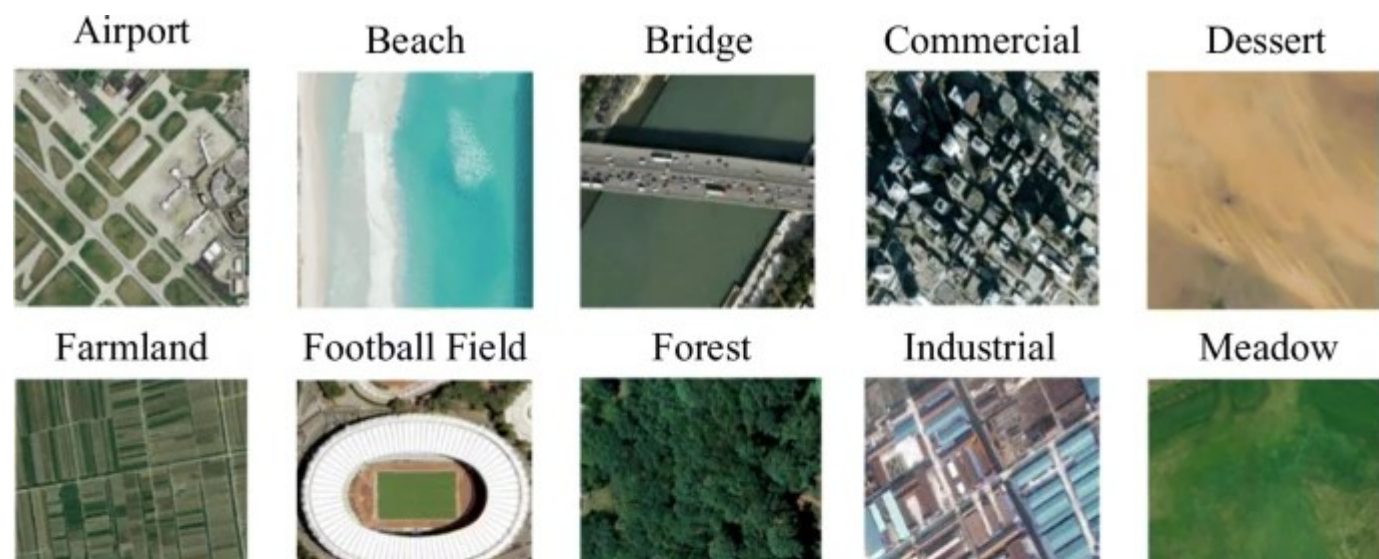 Airport
Beach
Bridge
Commercial
Dessert
Farmland
Football Field
Forest
Industrial
Meadow